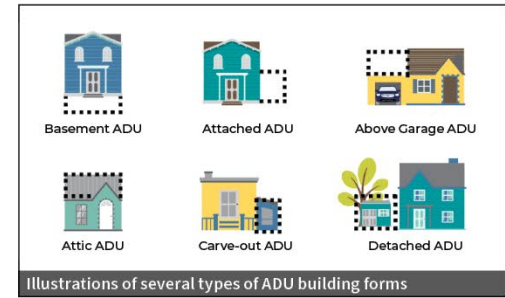 Basement ADU
Attached ADU
Above Garage ADU
Attic ADU
Carve-out ADU
Detached ADU
Illustrations of several types of ADU building forms